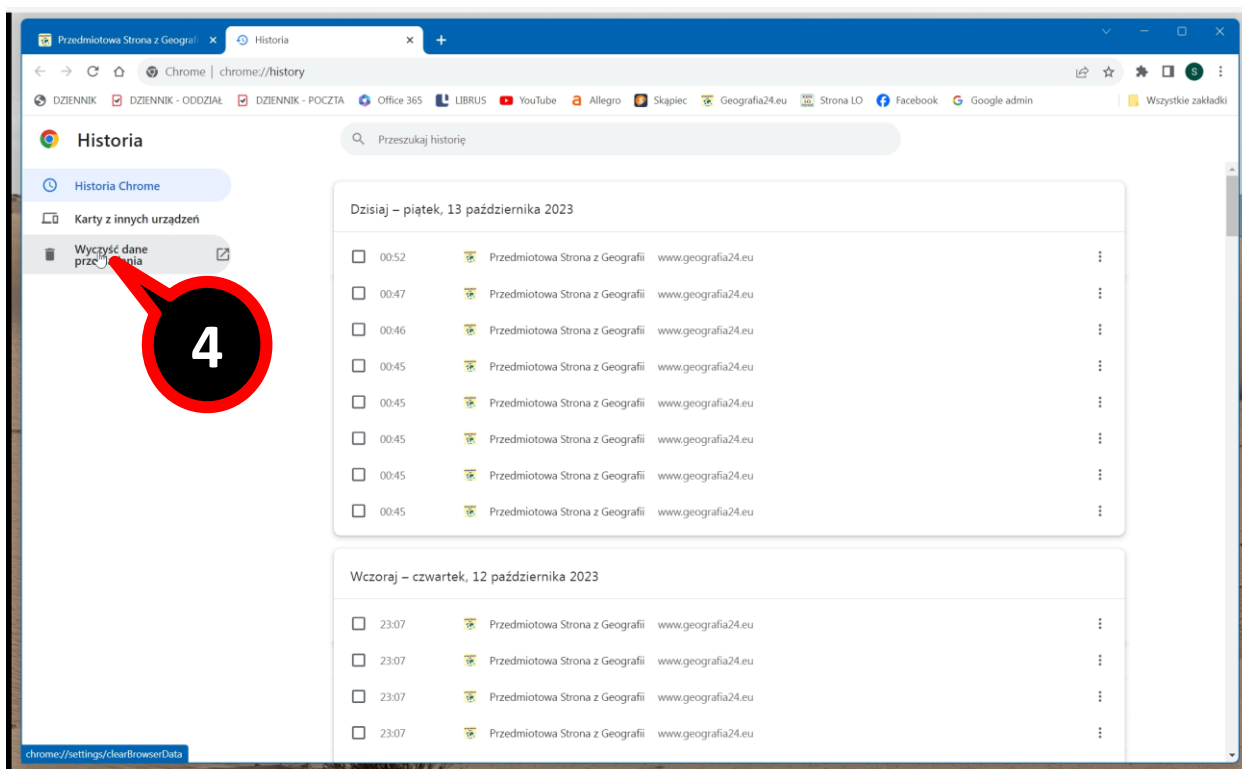 Przedmiotowa Strona z Geografi
Historia
Chrome | chrome://history
S
DZIENNIK
DZIENNIK - ODDZIAŁ
DZIENNIK - POCZTA
Office 365
LIBRUS
YouTube
Allegro
Skąpiec
Geografia24.eu
Strona LO
Facebook
Google admin
Wszystkie zakładki
Historia
Przeszukaj historię
Historia Chrome
Karty z innych urządzeń
Wyczyść dane
4
Dzisiaj – piątek, 13 października 2023
00:52 Przedmiotowa Strona z Geografii www.geografia24.eu
00:47 Przedmiotowa Strona z Geografii www.geografia24.eu
00:46 Przedmiotowa Strona z Geografii www.geografia24.eu
00:45 Przedmiotowa Strona z Geografii www.geografia24.eu
00:45 Przedmiotowa Strona z Geografii www.geografia24.eu
00:45 Przedmiotowa Strona z Geografii www.geografia24.eu
00:45 Przedmiotowa Strona z Geografii www.geografia24.eu
00:45 Przedmiotowa Strona z Geografii www.geografia24.eu
Wczoraj – czwartek, 12 października 2023
23:07 Przedmiotowa Strona z Geografii www.geografia24.eu
23:07 Przedmiotowa Strona z Geografii www.geografia24.eu
23:07 Przedmiotowa Strona z Geografii www.geografia24.eu
23:07 Przedmiotowa Strona z Geografii www.geografia24.eu
chrome://settings/clearBrowserData